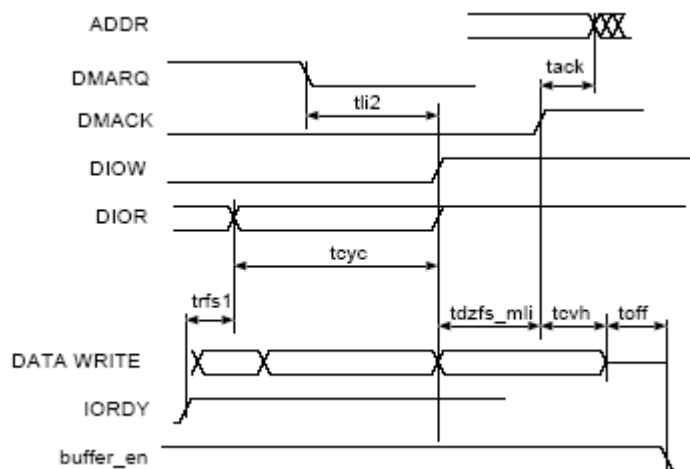 ADDR
DMARQ
tack
tli2
DMACK
DIOW
DIOR
tcyc
trfs1
tdzfs_mli
tcvh
toff
DATA WRITE
IORDY
buffer_en